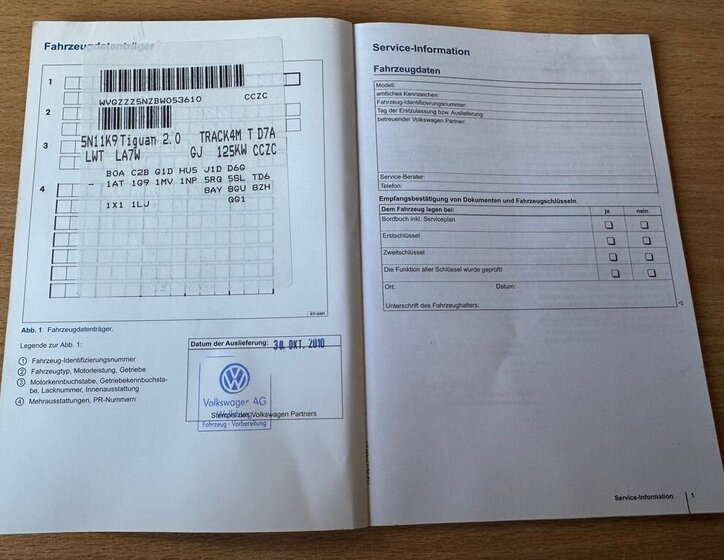 Fahrzeugdatenträger
1
WVGZZZ5NZBW053610 CCZC
2
3
5N11K9 Tiguan 2.0 TRACK4M T D7A
LWT LA7W GJ 125KW CCZC
B0A C2B G1D HU5 J1D D6G
4
- 1AT 1G9 1MV 1NP 5RQ 5SL TD6
8AY 8GU 8ZH
1X1 1LJ GG1
Abb. 1 Fahrzeugdatenträger.
Legende zur Abb. 1:
1 Fahrzeug-Identifizierungsnummer
2 Fahrzeugtyp, Motorleistung, Getriebe
3 Motorkennbuchstabe, Getriebekennbuchsta-
be, Lacknummer, Innenausstattung
4 Mehrausstattungen, PR-Nummern
Datum der Auslieferung: 30. OKT. 2010
Volkswagen AG
Stempel des Volkswagen Partners
Fahrzeug - Vorbereitung
Service-Information
Fahrzeugdaten
Modell:
amtliches Kennzeichen:
Fahrzeug-Identifizierungsnummer:
Tag der Erstzulassung bzw. Auslieferung:
betreuender Volkswagen Partner:
Service-Berater:
Telefon:
Empfangsbestätigung von Dokumenten und Fahrzeugschlüsseln
Dem Fahrzeug lagen bei: ja nein
Bordbuch inkl. Serviceplan
Erstschlüssel
Zweitschlüssel
Die Funktion aller Schlüssel wurde geprüft!
Ort: Datum:
Unterschrift des Fahrzeughalters:
Service-Information 1